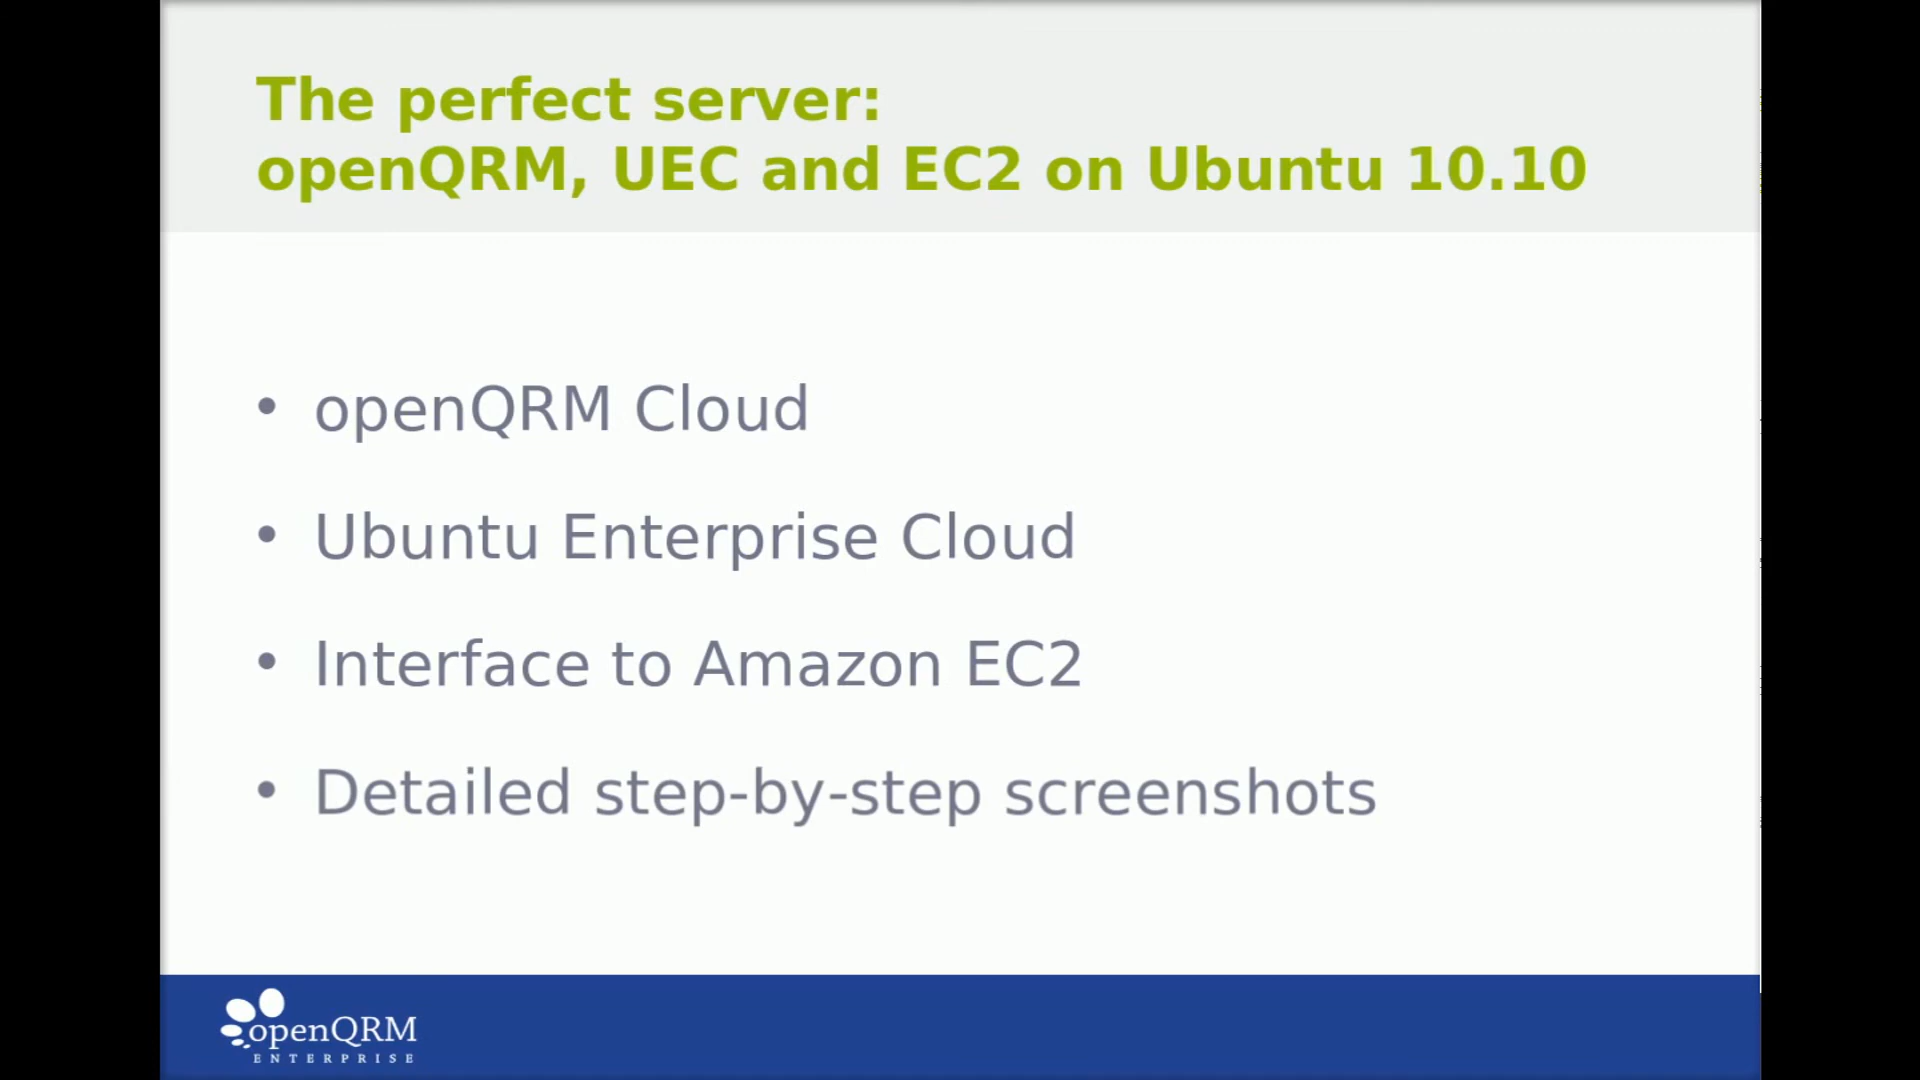 The perfect server:
openQRM, UEC and EC2 on Ubuntu 10.10
• openQRM Cloud
• Ubuntu Enterprise Cloud
• Interface to Amazon EC2
• Detailed step-by-step screenshots
openQRM
ENTERPRISE